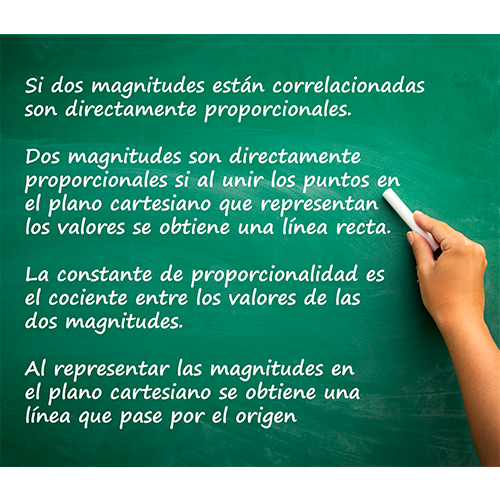 Si dos magnitudes están correlacionadas
son directamente proporcionales.
Dos magnitudes son directamente
proporcionales si al unir los puntos en
el plano cartesiano que representan
los valores se obtiene una línea recta.
La constante de proporcionalidad es
el cociente entre los valores de las
dos magnitudes.
Al representar las magnitudes en
el plano cartesiano se obtiene una
línea que pase por el origen